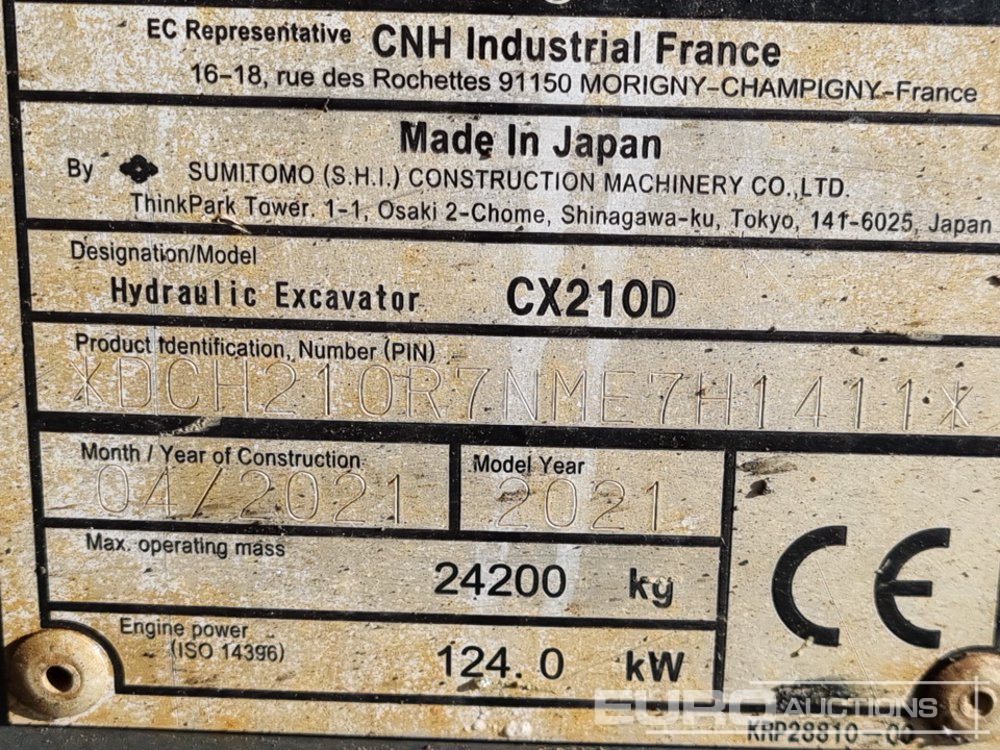 EC Representative CNH Industrial France
16-18, rue des Rochettes 91150 MORIGNY-CHAMPIGNY-France
Made In Japan
By SUMITOMO (S.H.I.) CONSTRUCTION MACHINERY CO.,LTD.
ThinkPark Tower. 1-1, Osaki 2-Chome, Shinagawa-ku, Tokyo, 141-6025, Japan
Designation/Model
Hydraulic Excavator CX210D
Product Identification, Number (PIN)
XDCH210R7NME7H1411X
Month / Year of Construction
04/2021
Model Year
2021
Max. operating mass
24200 kg
Engine power
(ISO 14396)
124.0 kW
CE
EURO AUCTIONS